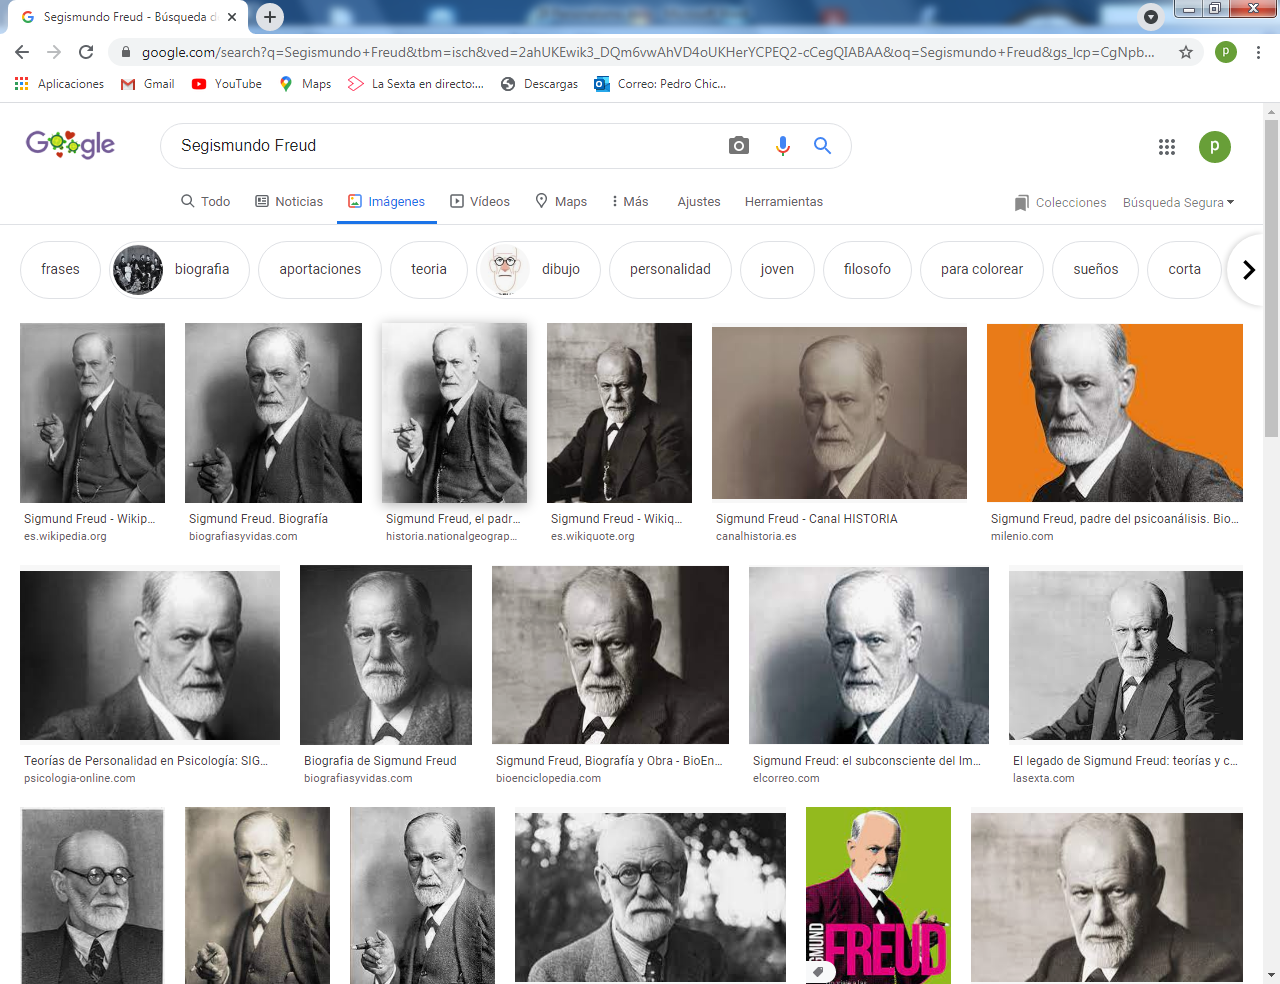 Segismundo Freud - Búsqueda d
google.com/search?q=Segismundo+Freud&tbm=isch&ved=2ahUKEwik3_DQm6vwAhVD4oUKHerYCPEQ2-cCegQIABAA&oq=Segismundo+Freud&gs_lcp=CgNpb...
p
Aplicaciones
Gmail
YouTube
Maps
La Sexta en directo:...
Descargas
Correo: Pedro Chic...
Google
Segismundo Freud
p
Todo
Noticias
Imágenes
Vídeos
Maps
Más
Ajustes
Herramientas
Colecciones
Búsqueda Segura
frases
biografia
aportaciones
teoria
dibujo
personalidad
joven
filosofo
para colorear
sueños
corta
Sigmund Freud - Wikip...
es.wikipedia.org
Sigmund Freud. Biografía
biografiasyvidas.com
Sigmund Freud, el padr...
historia.nationalgeograp...
Sigmund Freud - Wikiq...
es.wikiquote.org
Sigmund Freud - Canal HISTORIA
canalhistoria.es
Sigmund Freud, padre del psicoanálisis. Bio...
milenio.com
Teorías de Personalidad en Psicología: SIG...
psicologia-online.com
Biografia de Sigmund Freud
biografiasyvidas.com
Sigmund Freud, Biografía y Obra - BioEn...
bioenciclopedia.com
Sigmund Freud: el subconsciente del Im...
elcorreo.com
El legado de Sigmund Freud: teorías y c...
lasexta.com
GMUND
FREUD